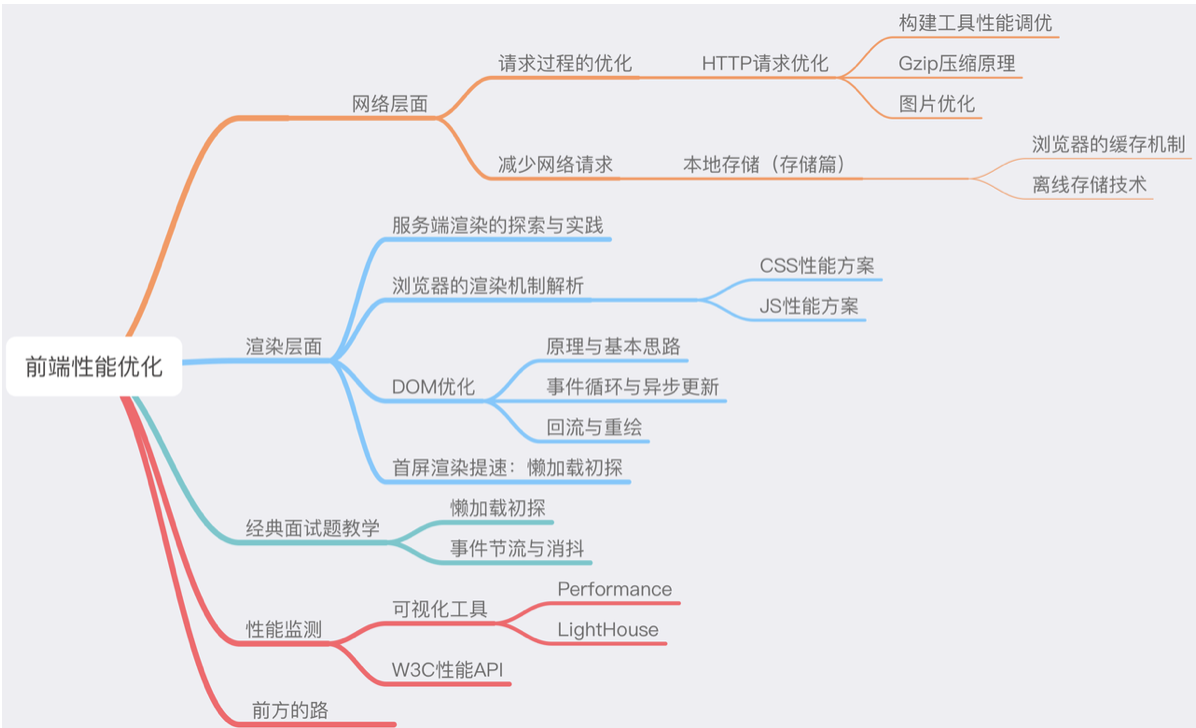 前端性能优化
网络层面
请求过程的优化
HTTP请求优化
构建工具性能调优
Gzip压缩原理
图片优化
减少网络请求
本地存储（存储篇）
浏览器的缓存机制
离线存储技术
渲染层面
服务端渲染的探索与实践
浏览器的渲染机制解析
CSS性能方案
JS性能方案
DOM优化
原理与基本思路
事件循环与异步更新
回流与重绘
首屏渲染提速：懒加载初探
经典面试题教学
懒加载初探
事件节流与消抖
性能监测
可视化工具
Performance
LightHouse
W3C性能API
前方的路